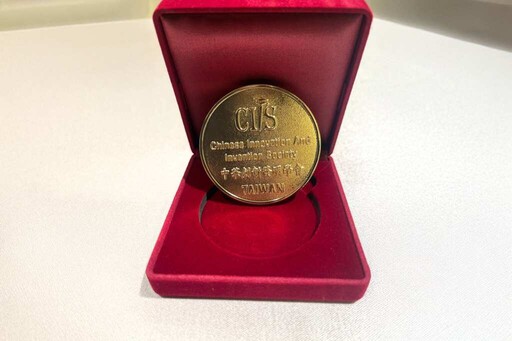 CIIS
Chinese Innovation And
Invention Society
中華創新發明學會
TAIWAN